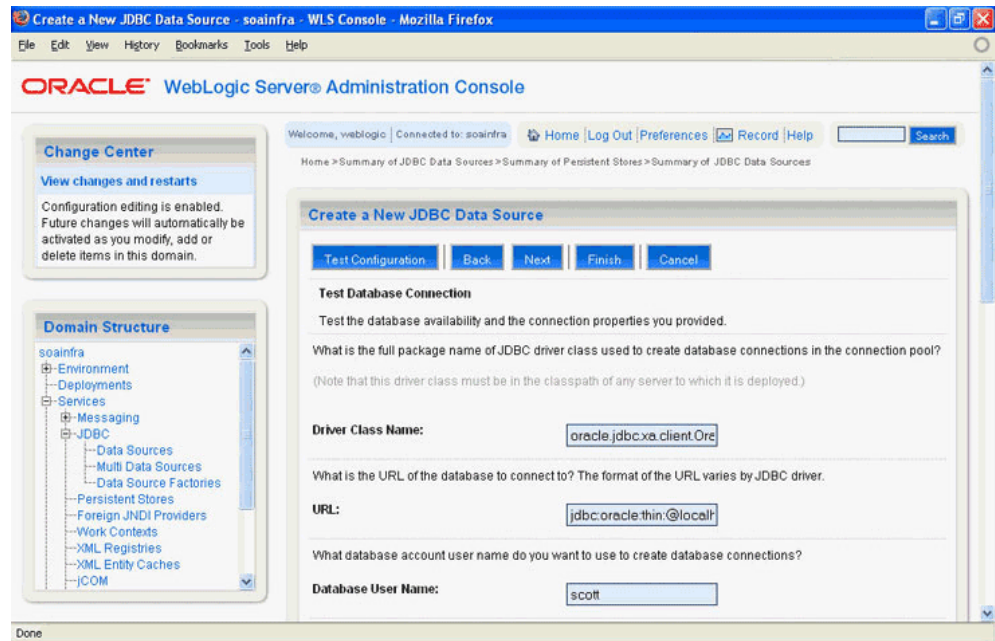 Create a New JDBC Data Source - soainfra - WLS Console - Mozilla Firefox
File Edit View History Bookmarks Tools Help
ORACLE® WebLogic Server® Administration Console
Welcome, weblogic | Connected to: soainfra
Home | Log Out | Preferences | Record | Help
Search
Home > Summary of JDBC Data Sources > Summary of Persistent Stores > Summary of JDBC Data Sources
Change Center
View changes and restarts
Configuration editing is enabled.
Future changes will automatically be
activated as you modify, add or
delete items in this domain.
Domain Structure
soainfra
Environment
Deployments
Services
Messaging
JDBC
Data Sources
Multi Data Sources
Data Source Factories
Persistent Stores
Foreign JNDI Providers
Work Contexts
XML Registries
XML Entity Caches
jCOM
Create a New JDBC Data Source
Test Configuration Back Next Finish Cancel
Test Database Connection
Test the database availability and the connection properties you provided.
What is the full package name of JDBC driver class used to create database connections in the connection pool?
(Note that this driver class must be in the classpath of any server to which it is deployed.)
Driver Class Name: oracle.jdbc.xa.client.Ora
What is the URL of the database to connect to? The format of the URL varies by JDBC driver.
URL: jdbc:oracle:thin:@localh
What database account user name do you want to use to create database connections?
Database User Name: scott
Done